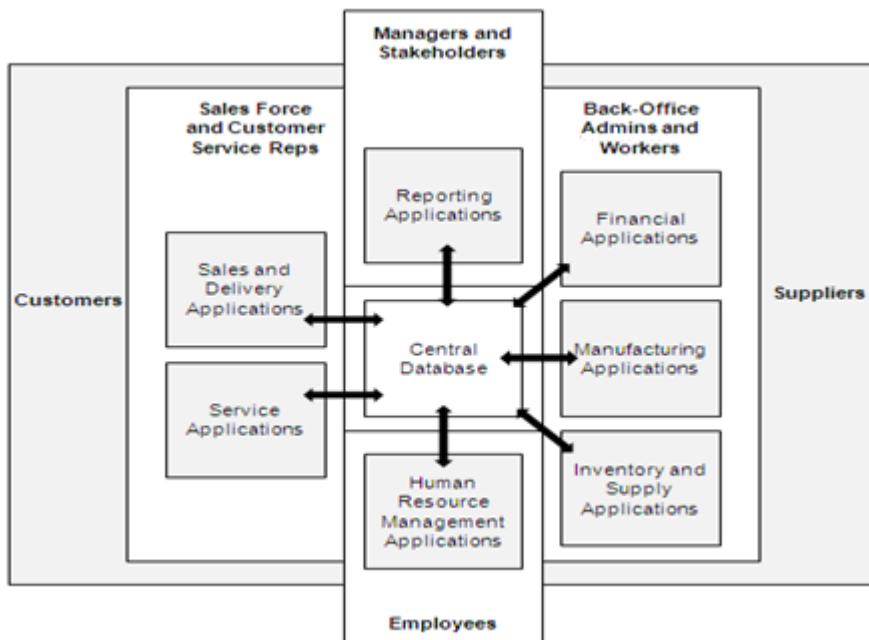 Managers and
Stakeholders
Sales Force
and Customer
Service Reps
Back-Office
Admins and
Workers
Reporting
Applications
Financial
Applications
Sales and
Delivery
Applications
Customers
Suppliers
Central
Database
Manufacturing
Applications
Service
Applications
Human
Resource
Management
Applications
Inventory and
Supply
Applications
Employees